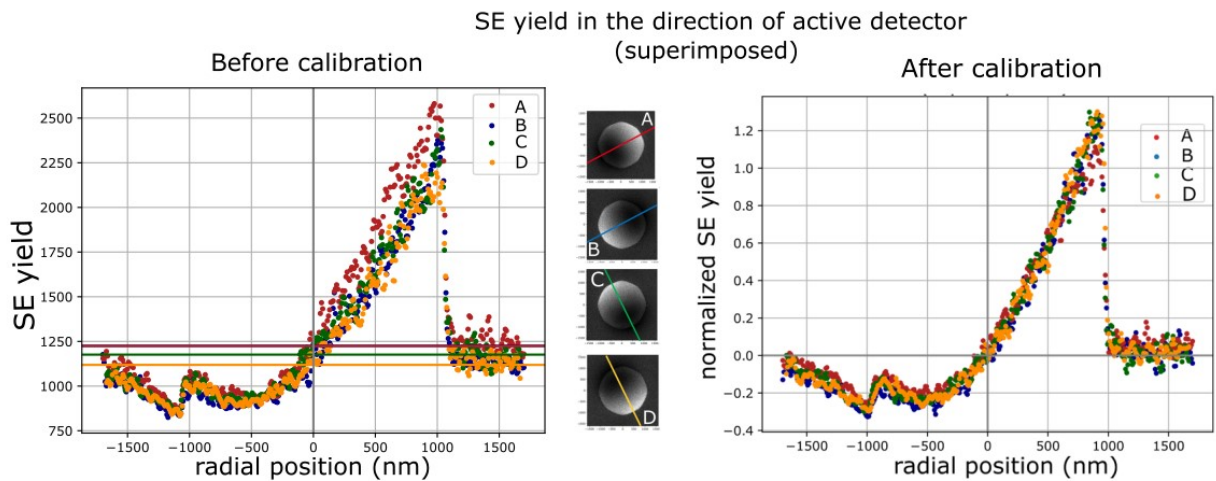 SE yield in the direction of active detector
(superimposed)
Before calibration
After calibration
SE yield
2500
2250
2000
1750
1500
1250
1000
750
−1500
−1000
−500
0
500
1000
1500
radial position (nm)
A
B
C
D
A
B
C
D
normalized SE yield
1.2
1.0
0.8
0.6
0.4
0.2
0.0
−0.2
−0.4
−1500
−1000
−500
0
500
1000
1500
radial position (nm)
A
B
C
D